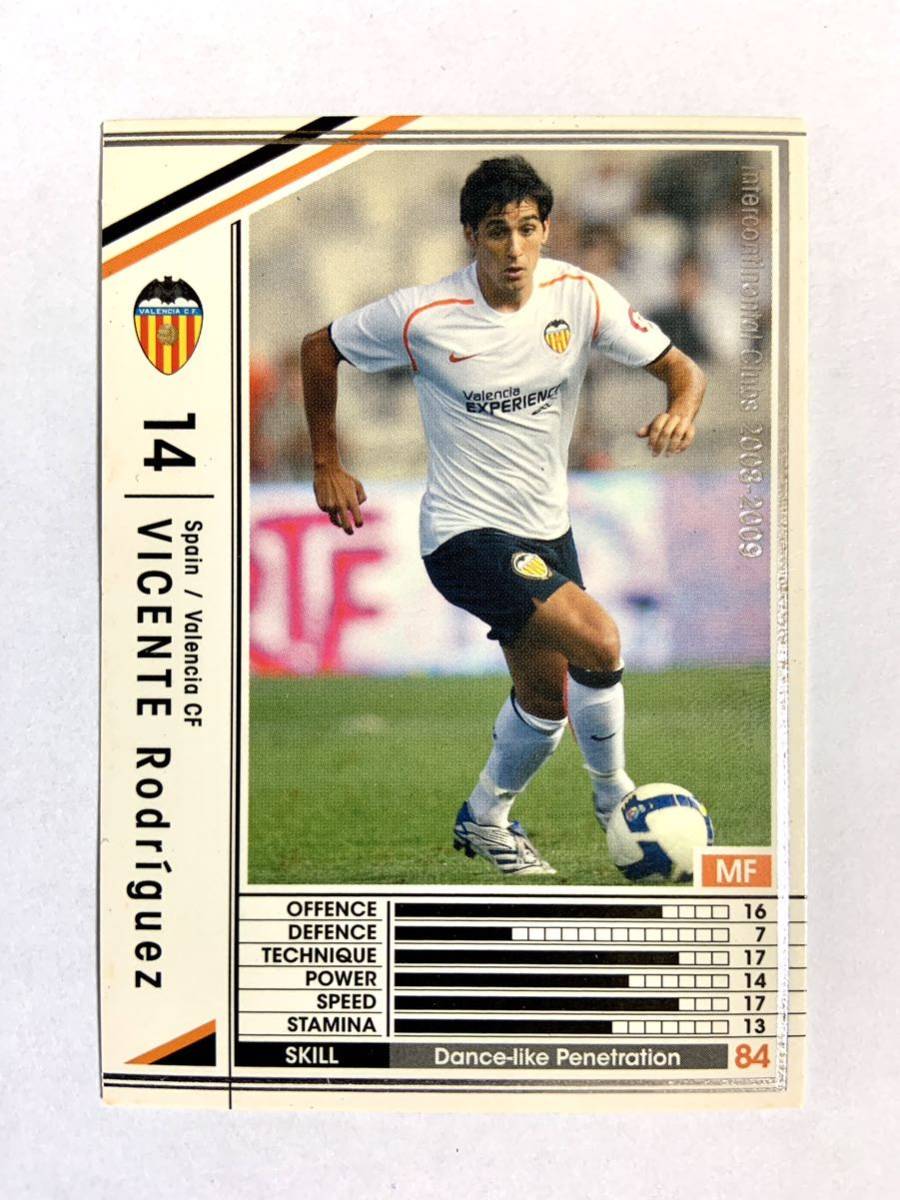 VALENCIA C.F.
14
VICENTE Rodríguez
Spain / Valencia CF
Intercontinental Clubs 2008-2009
Valencia
EXPERIENCE
MF
OFFENCE 16
DEFENCE 7
TECHNIQUE 17
POWER 14
SPEED 17
STAMINA 13
SKILL Dance-like Penetration 84